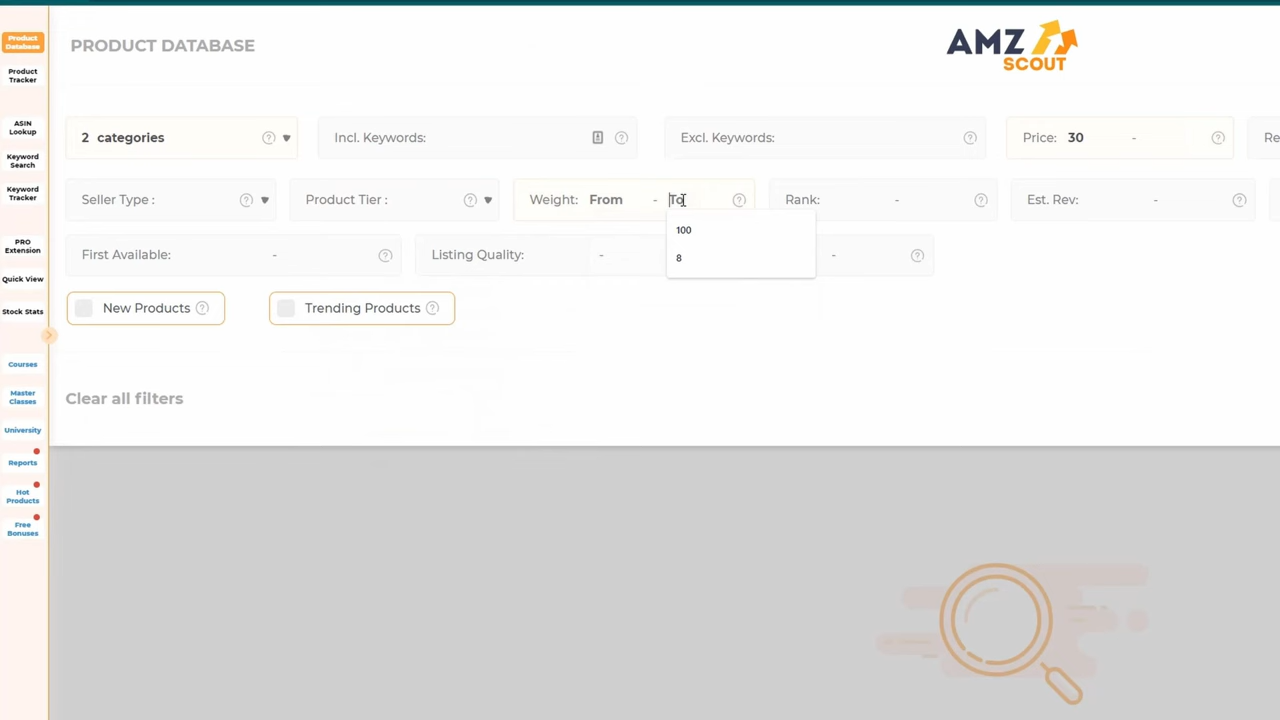 Product
Database
Product
Tracker
ASIN
Lookup
Keyword
Search
Keyword
Tracker
PRO
Extension
Quick View
Stock Stats
Courses
Master
Classes
University
Reports
Hot
Products
Free
Bonuses
PRODUCT DATABASE
AMZ
SCOUT
2 categories ?
Incl. Keywords: ?
Excl. Keywords: ?
Price: 30 - ?
Re
Seller Type : ?
Product Tier : ?
Weight: From - To ?
Rank: - ?
Est. Rev: - ?
100
8
First Available: - ?
Listing Quality: -
- ?
New Products ?
Trending Products ?
Clear all filters